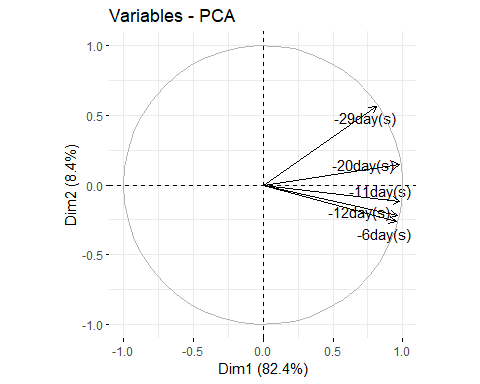 Variables - PCA
1.0
0.5
0.0
-0.5
-1.0
Dim2 (8.4%)
-29day(s)
-20day(s)
-11day(s)
-12day(s)
-6day(s)
-1.0
-0.5
0.0
0.5
1.0
Dim1 (82.4%)